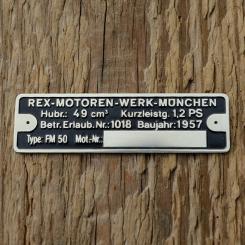 REX-MOTOREN-WERK-MÜNCHEN
Hubr.: 49 cm³ Kurzleistg. 1,2 PS
Betr.Erlaub.Nr.: 1018 Baujahr: 1957
Type: FM 50 Mot.-Nr.: